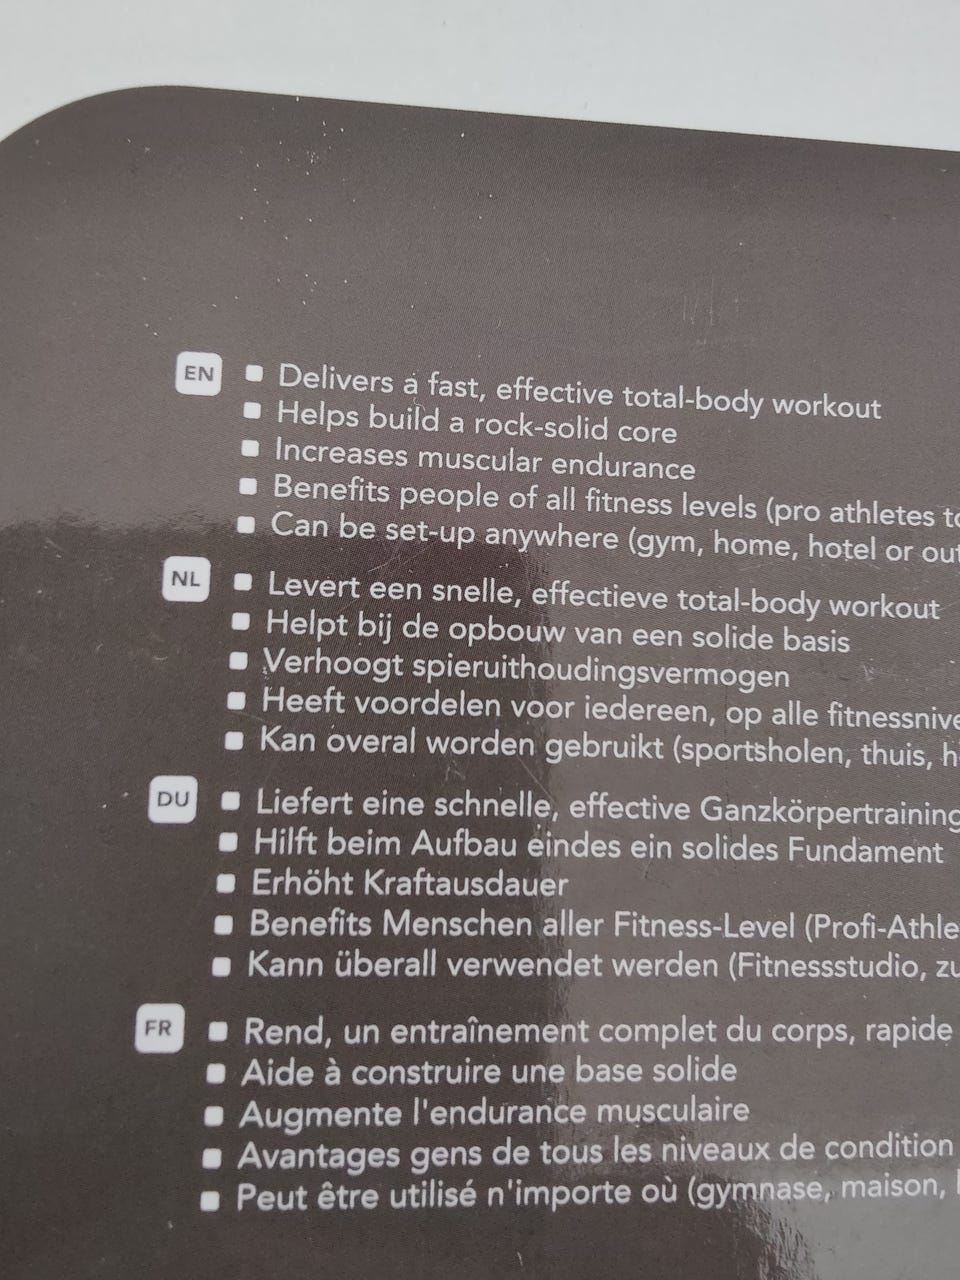 EN ■ Delivers a fast, effective total-body workout
■ Helps build a rock-solid core
■ Increases muscular endurance
■ Benefits people of all fitness levels (pro athletes
■ Can be set-up anywhere (gym, home, hotel or
NL ■ Levert een snelle, effectieve total-body workout
■ Helpt bij de opbouw van een solide basis
■ Verhoogt spieruithoudingsvermogen
■ Heeft voordelen voor iedereen, op alle
■ Kan overal worden gebruikt (sportsholen, thuis,
DU ■ Liefert eine schnelle, effective Ganzkörpertraining
■ Hilft beim Aufbau eindes ein solides Fundament
■ Erhöht Kraftausdauer
■ Benefits Menschen aller Fitness-Level
■ Kann überall verwendet werden (Fitnessstudio,
FR ■ Rend, un entraînement complet du corps, rapide
■ Aide à construire une base solide
■ Augmente l'endurance musculaire
■ Avantages gens de tous les niveaux de condition
■ Peut être utilisé n'importe où (gymnase, maison,